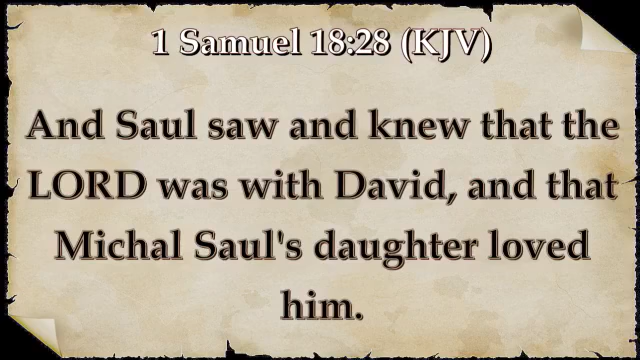 1 Samuel 18:28 (KJV)
And Saul saw and knew that the
LORD was with David, and that
Michal Saul's daughter loved
him.